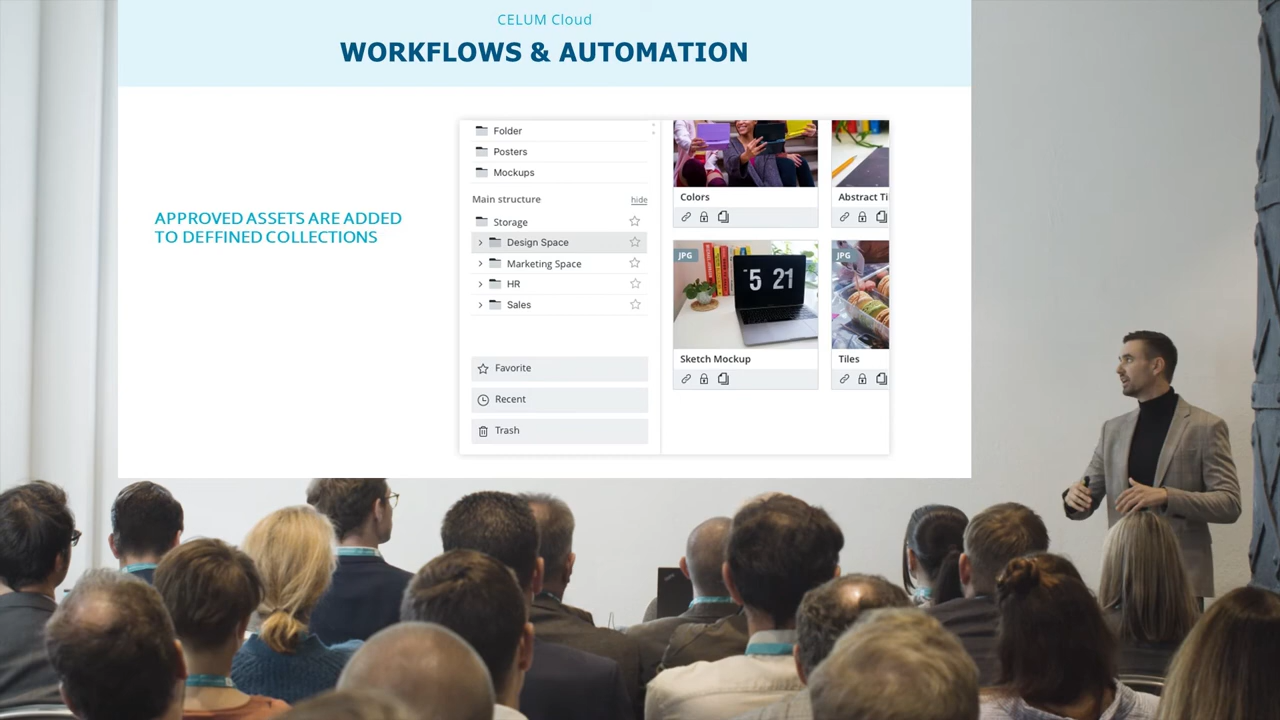 CELUM Cloud
WORKFLOWS & AUTOMATION
APPROVED ASSETS ARE ADDED
TO DEFFINED COLLECTIONS
Folder
Posters
Mockups
Main structure
hide
Storage
Design Space
Marketing Space
HR
Sales
Favorite
Recent
Trash
Colors
Abstract Ti
JPG
5 21
JPG
Sketch Mockup
Tiles